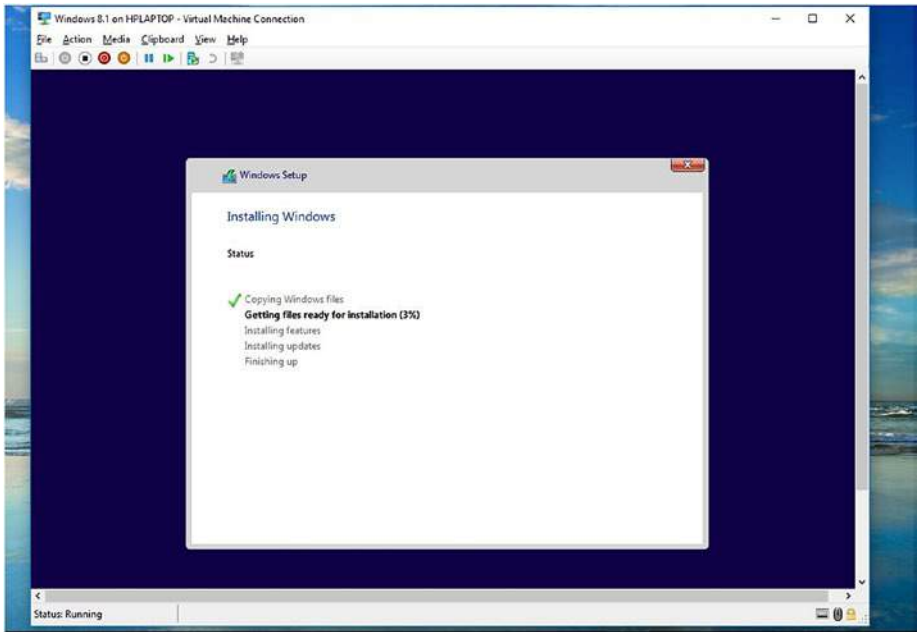 Windows 8.1 on HPLAPTOP - Virtual Machine Connection
File Action Media Clipboard View Help
Windows Setup
Installing Windows
Status
Copying Windows files
Getting files ready for installation (3%)
Installing features
Installing updates
Finishing up
Status: Running